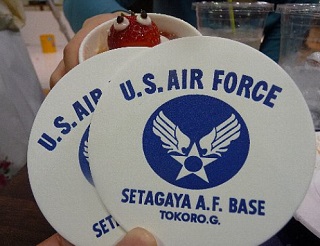 U.S. AIR FORCE
SETAGAYA A.F. BASE
TOKORO.G.
U.S. AIR
SET